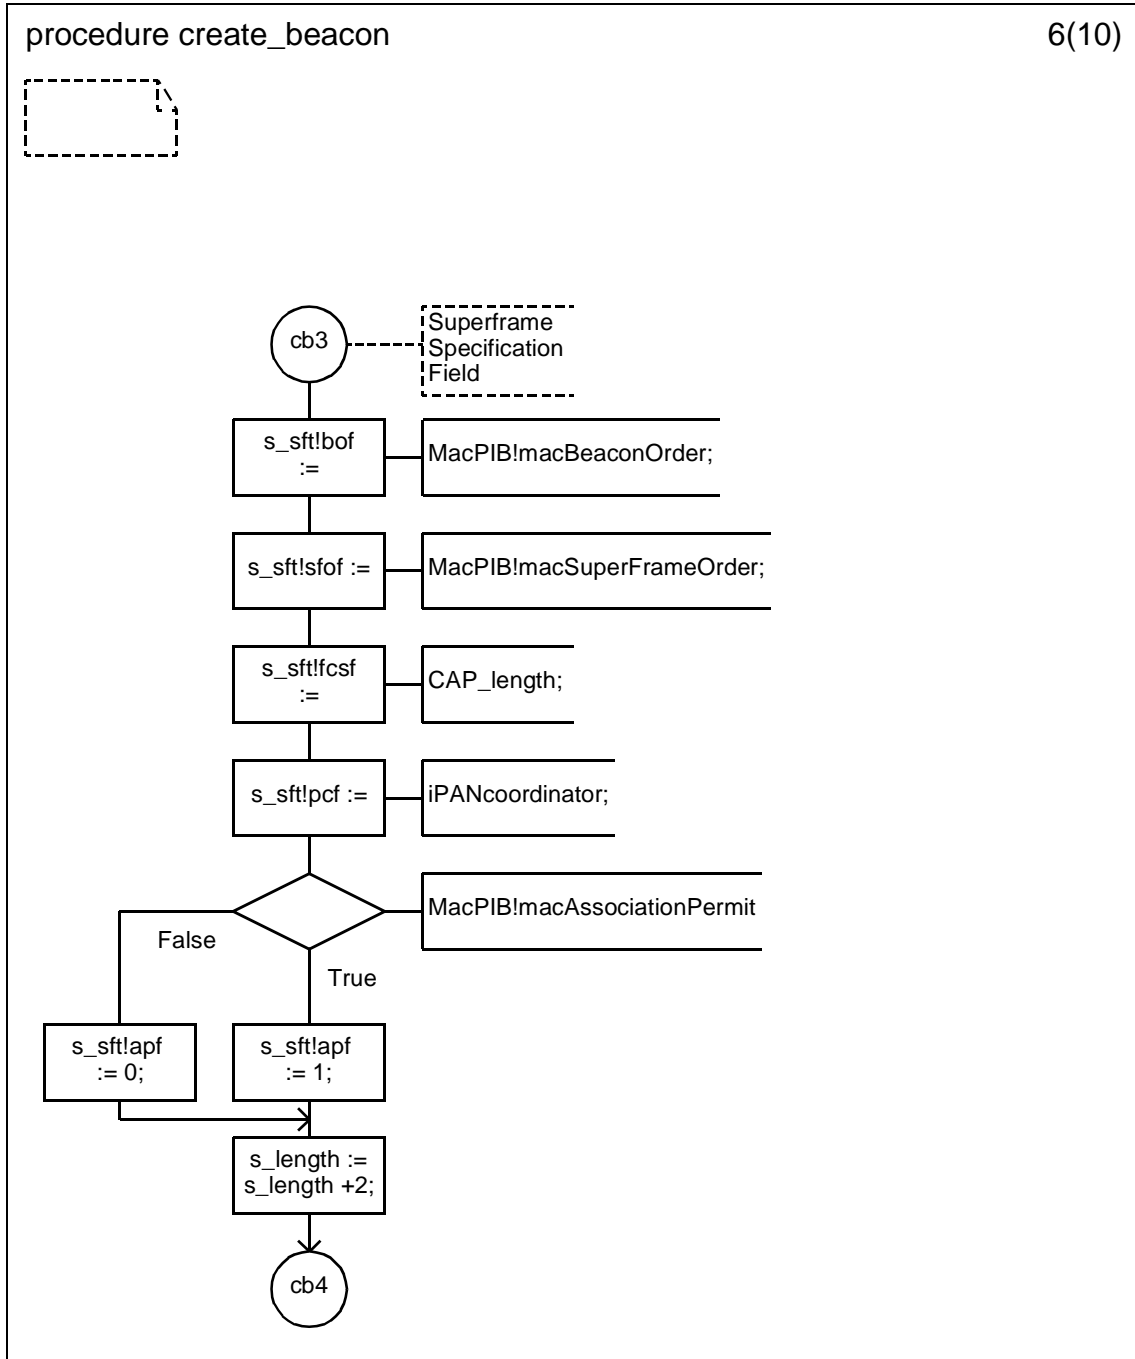 procedure create_beacon
6(10)
cb3
Superframe
Specification
Field
s_sft!bof
:=
MacPIB!macBeaconOrder;
s_sft!sfof :=
MacPIB!macSuperFrameOrder;
s_sft!fcsf
:=
CAP_length;
s_sft!pcf :=
iPANcoordinator;
MacPIB!macAssociationPermit
False
True
s_sft!apf
:= 0;
s_sft!apf
:= 1;
s_length :=
s_length +2;
cb4